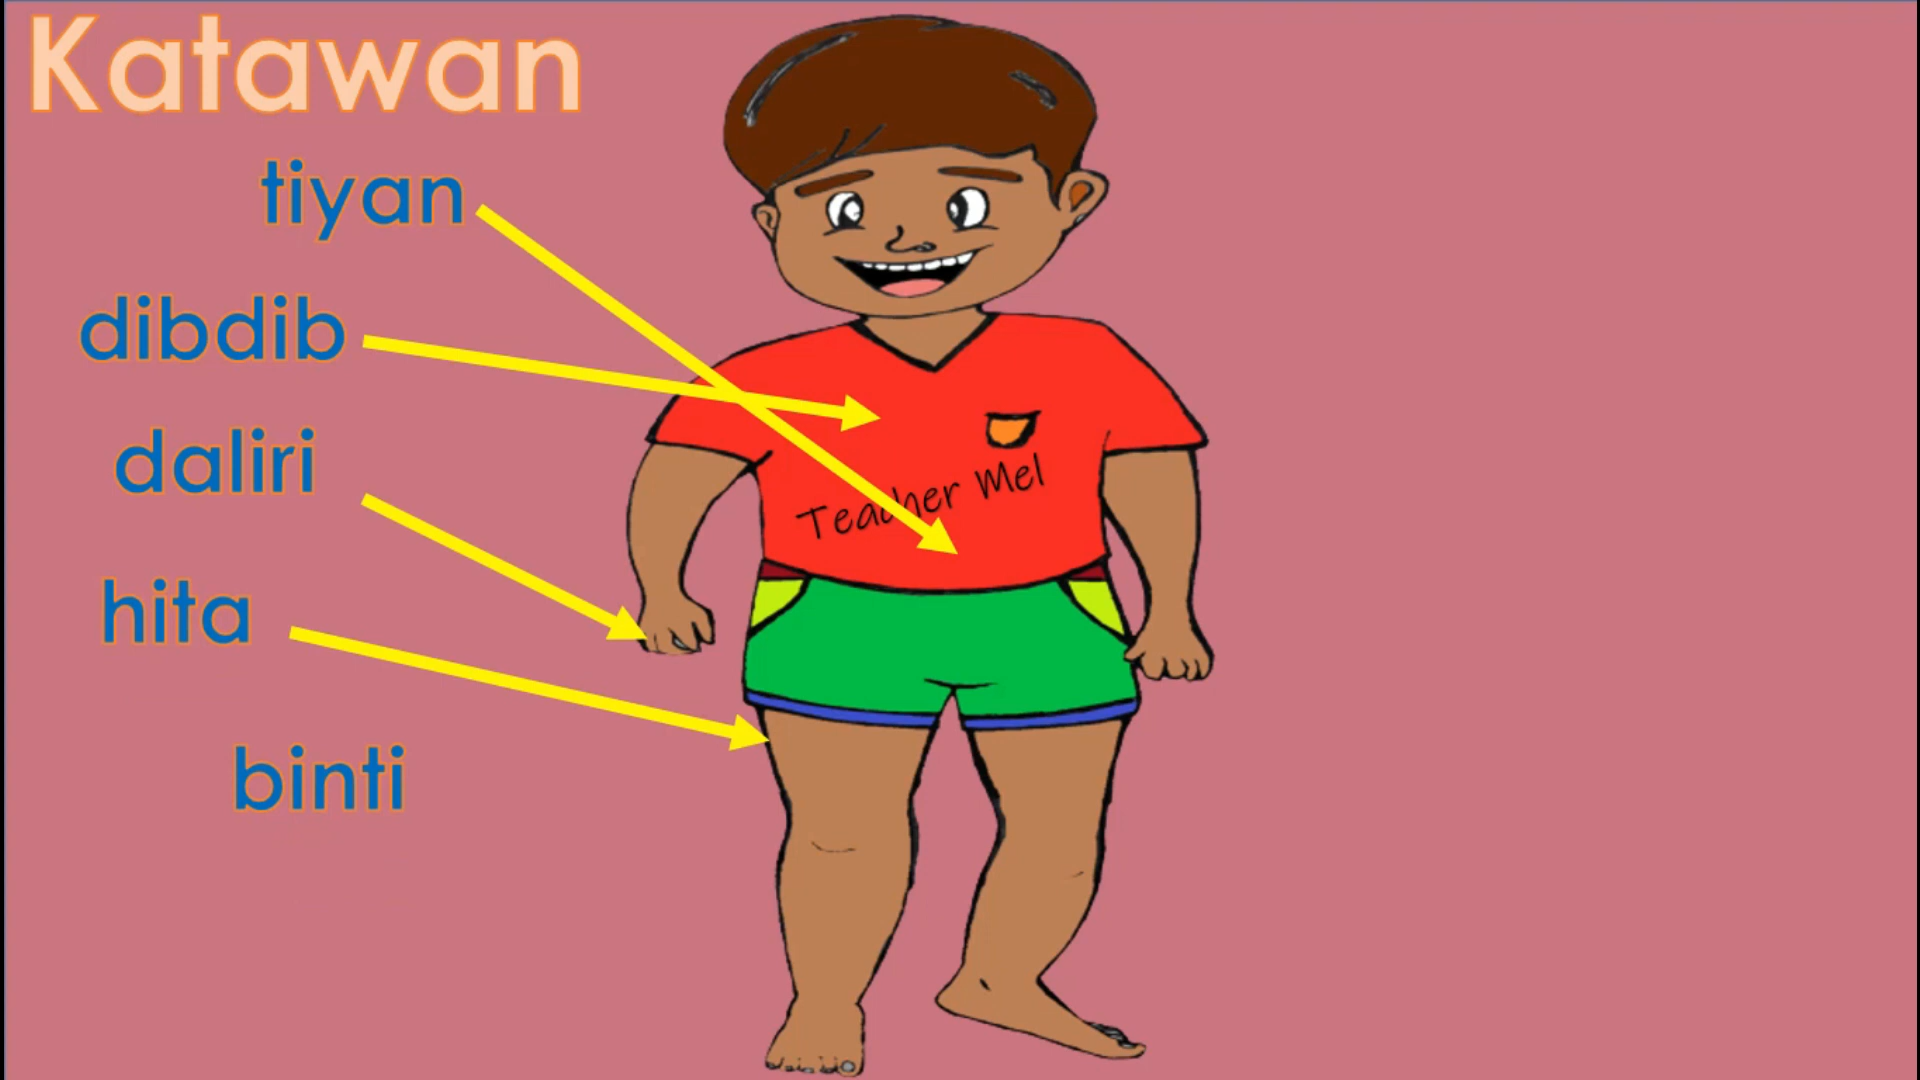 Katawan
tiyan
dibdib
daliri
hita
binti
Teacher Mel